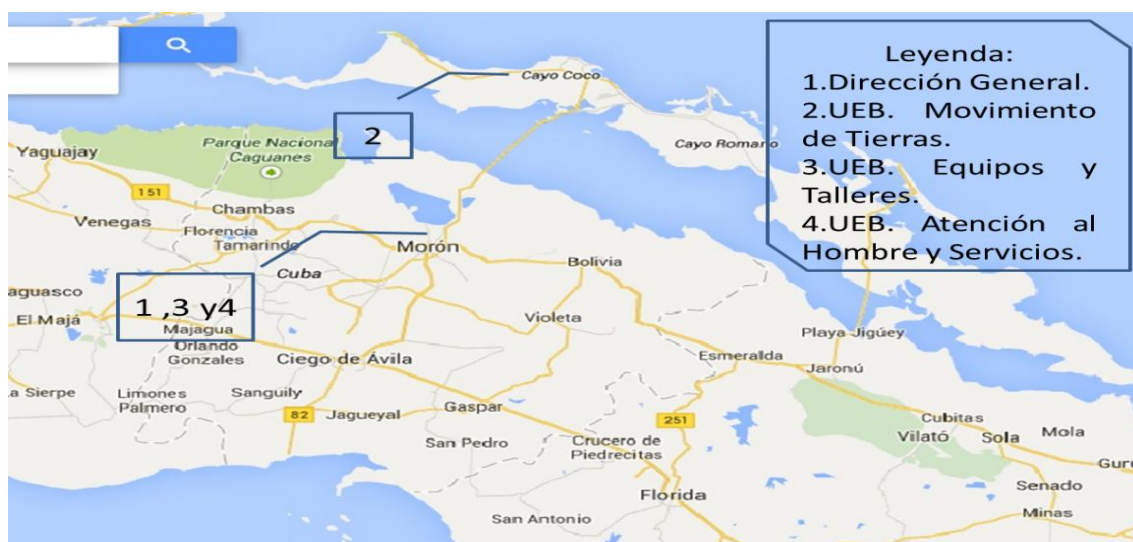 Leyenda:
1.Dirección General.
2.UEB. Movimiento
de Tierras.
3.UEB. Equipos y
Talleres.
4.UEB. Atención al
Hombre y Servicios.
Cayo Coco
2
Cayo Romano
Parque Nacional
Caguanes
Yaguajay
151
Chambas
Venegas
Florencia
Tamarindo
Morón
Cuba
Bolivia
aguasco
1 ,3 y4
El Majá
Majagua
Violeta
Playa Jigüey
Orlando
Gonzales
Ciego de Ávila
Esmeralda
Jaronú
a Sierpe
Limones
Palmero
Sanguily
82
Jagueyal
Gaspar
251
Cubitas
Vilató
Sola
Mola
San Pedro
Crucero de
Piedrecitas
Guru
Florida
Senado
San Antonio
Minas